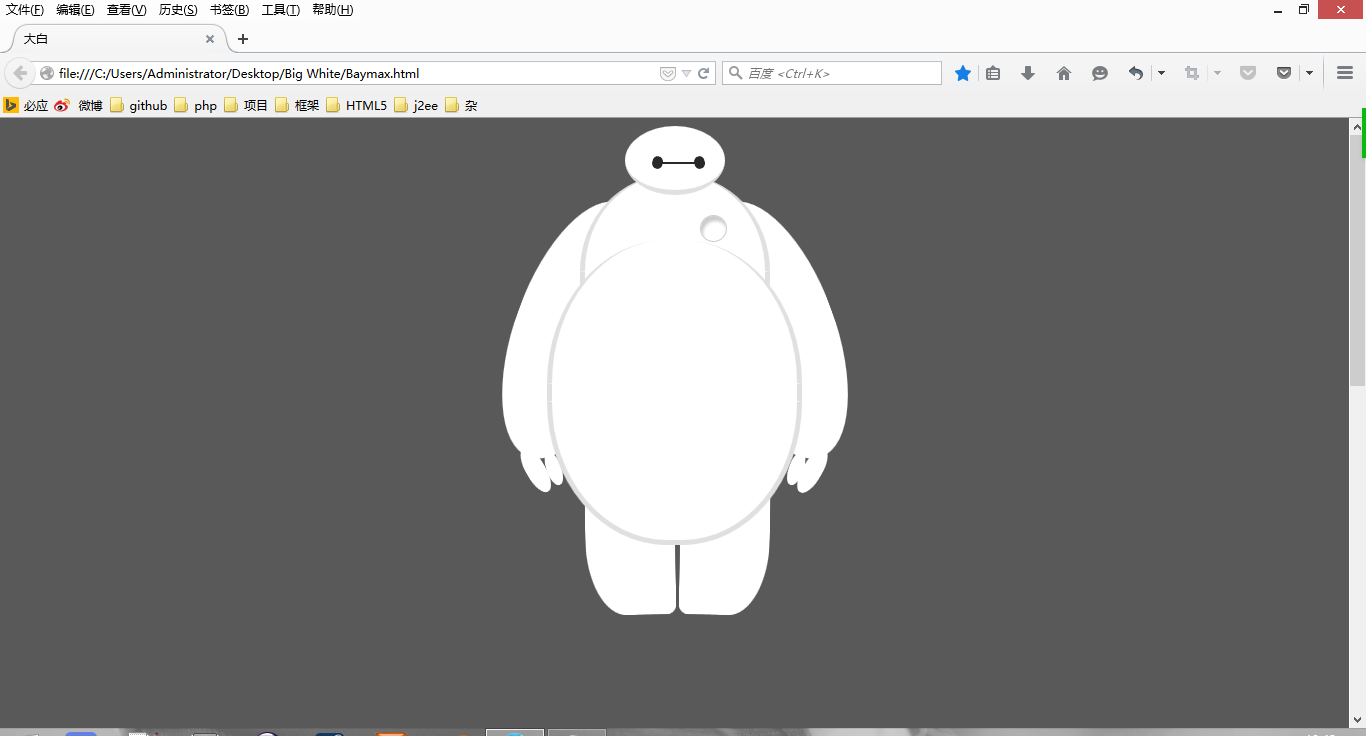 文件(F) 编辑(E) 查看(V) 历史(S) 书签(B) 工具(T) 帮助(H)
大白
file:///C:/Users/Administrator/Desktop/Big White/Baymax.html 百度 <Ctrl+K>
必应 微博 github php 项目 框架 HTML5 j2ee 杂